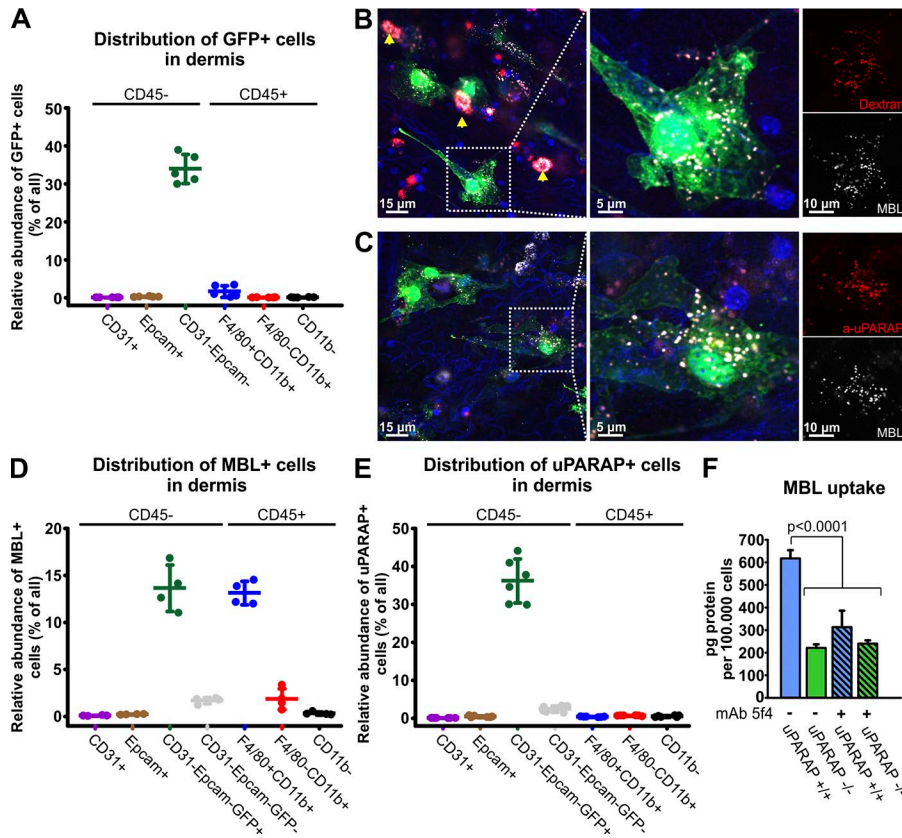 A
Distribution of GFP+ cells
in dermis
CD45-
CD45+
Relative abundance of GFP+ cells
(% of all)
50
40
30
20
10
0
CD31+
Epcam+
CD31-Epcam-
F4/80+CD11b+
F4/80-CD11b+
CD11b-
B
15 µm
5 µm
Dextran
10 µm
MBL
C
15 µm
5 µm
a-uPARAP
10 µm
MBL
D
Distribution of MBL+ cells
in dermis
CD45-
CD45+
Relative abundance of MBL+
cells (% of all)
20
15
10
5
0
CD31+
Epcam+
CD31-Epcam-GFP+
CD31-Epcam-GFP-
F4/80+CD11b+
F4/80-CD11b+
CD11b-
E
Distribution of uPARAP+ cells
in dermis
CD45-
CD45+
Relative abundance of uPARAP+
cells (% of all)
50
40
30
20
10
0
CD31+
Epcam+
CD31-Epcam-GFP+
CD31-Epcam-GFP-
F4/80+CD11b+
F4/80-CD11b+
CD11b-
F
MBL uptake
p<0.0001
pg protein
per 100.000 cells
700
600
500
400
300
200
100
0
mAb 5f4 - - + +
uPARAP +/+
uPARAP -/-
uPARAP +/+
uPARAP -/-